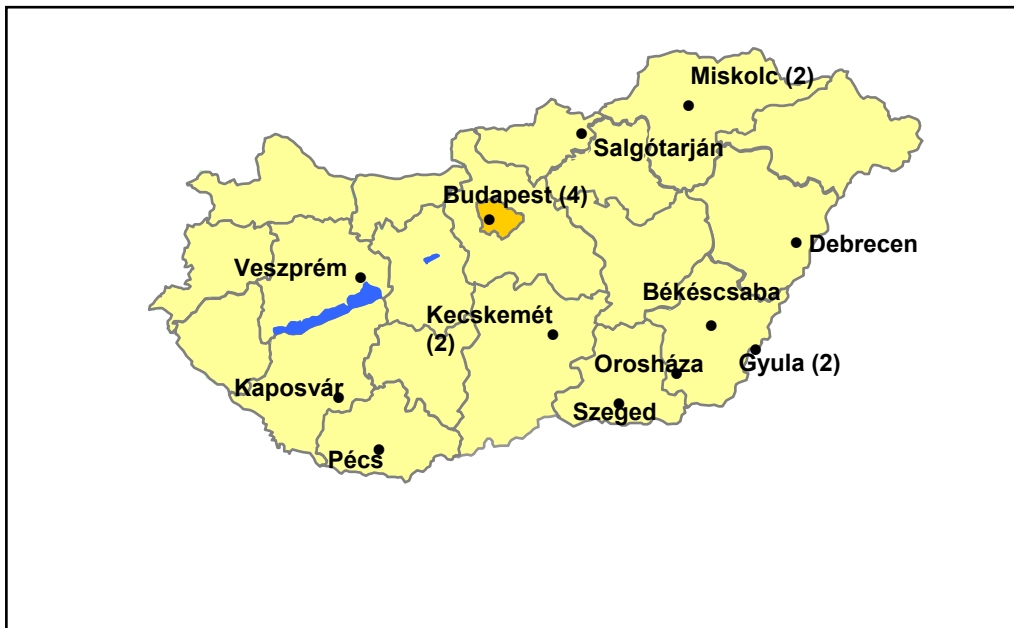 Miskolc (2)
Salgótarján
Budapest (4)
Debrecen
Veszprém
Békéscsaba
Kecskemét
(2)
Orosháza
Gyula (2)
Kaposvár
Szeged
Pécs